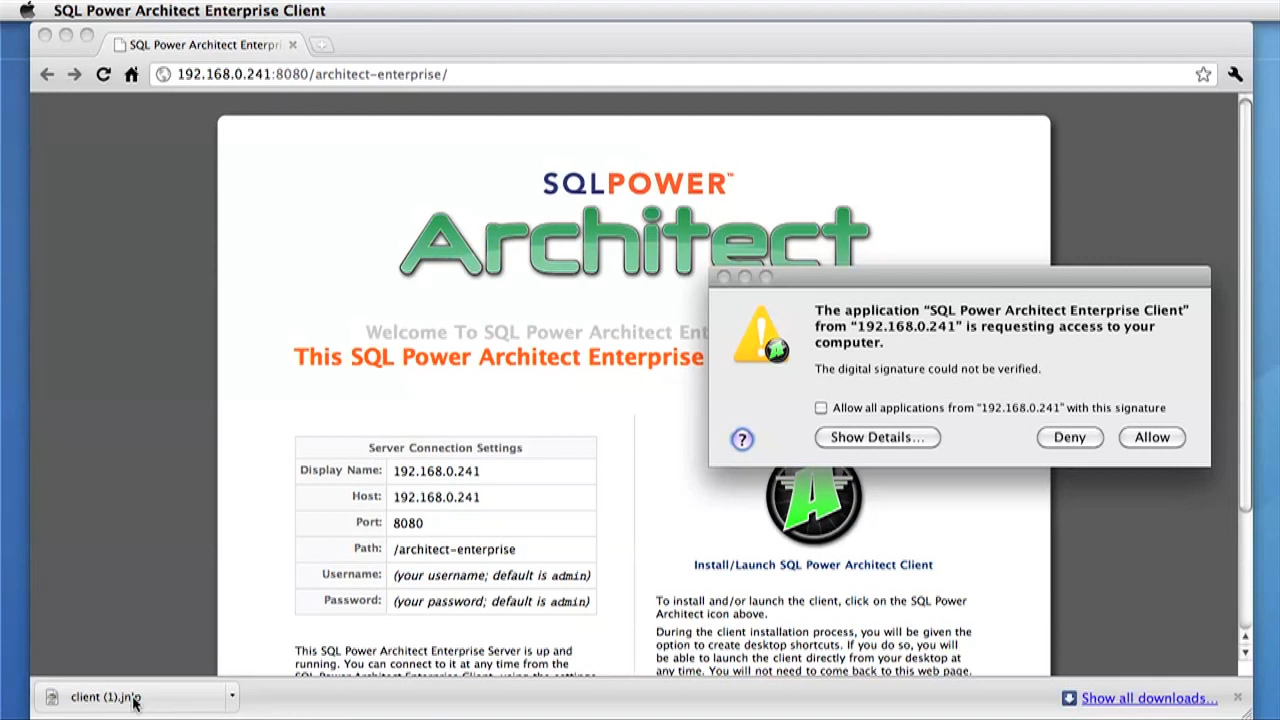 SQL Power Architect Enterprise Client
SQL Power Architect Enterpri
192.168.0.241:8080/architect-enterprise/
SQLPOWER™
Architect
Welcome To SQL Power Architect Ent
This SQL Power Architect Enterprise
The application “SQL Power Architect Enterprise Client”
from “192.168.0.241” is requesting access to your
computer.
The digital signature could not be verified.
Allow all applications from “192.168.0.241” with this signature
?
Show Details...
Deny
Allow
Server Connection Settings
Display Name: 192.168.0.241
Host: 192.168.0.241
Port: 8080
Path: /architect-enterprise
Username: (your username; default is admin)
Password: (your password; default is admin)
This SQL Power Architect Enterprise Server is up and
running. You can connect to it at any time from the
SQL Power Architect Enterprise Client, using the settings
A
Install/Launch SQL Power Architect Client
To install and/or launch the client, click on the SQL Power
Architect icon above.
During the client installation process, you will be given the
option to create desktop shortcuts. If you do so, you will
be able to launch the client directly from your desktop at
any time. You will not need to come back to this web page.
client (1).jnlp
Show all downloads...